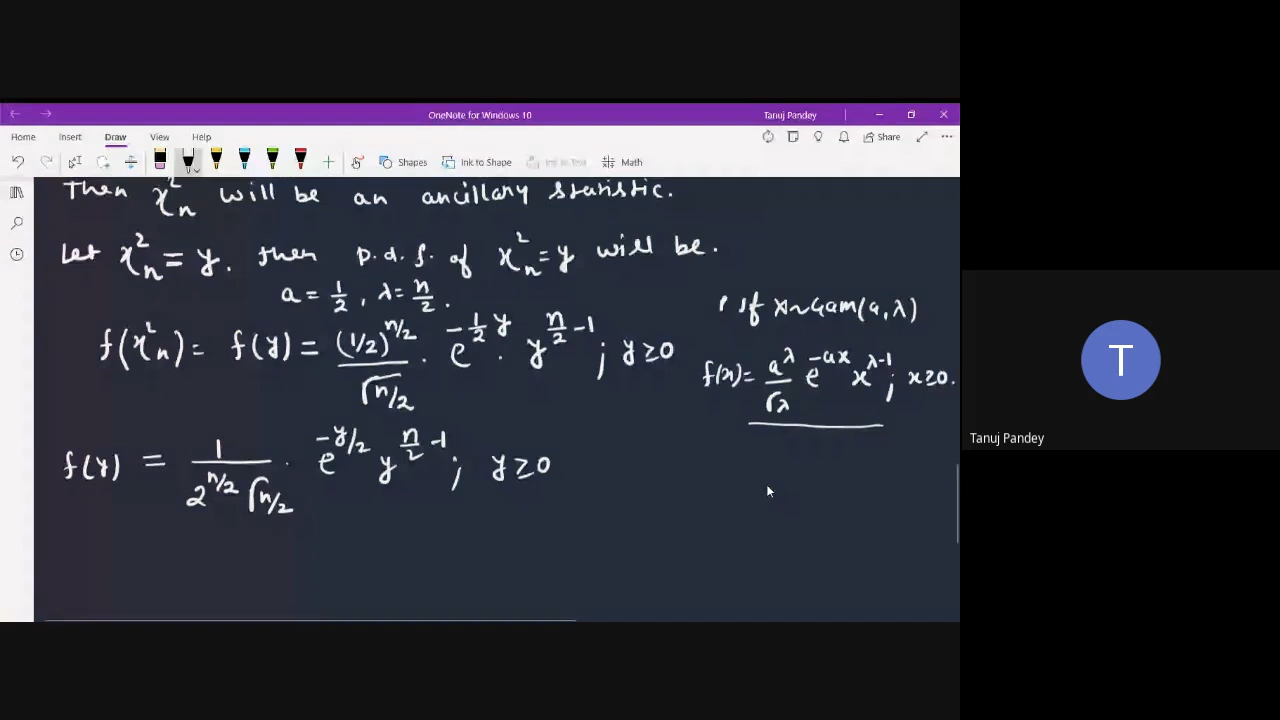 OneNote for Windows 10
Tanuj Pandey
Home Insert Draw View Help
Share
Shapes Ink to Shape Ink to Text Math
Then χ²ₙ will be an ancillary statistic.
Let χ²ₙ = y. then p.d.f. of χ²ₙ = y will be.
a = 1/2, λ = n/2.
f(χ²ₙ) = f(y) = (1/2)^(n/2) / Γn/2 · e^(-1/2 y) · y^(n/2 -1) ; y ≥ 0
If X~Gam(a, λ)
f(x) = a^λ / Γλ e^(-ax) x^(λ-1) ; x ≥ 0.
f(y) = 1 / 2^(n/2) Γn/2 · e^(-y/2) y^(n/2 -1) ; y ≥ 0
T
Tanuj Pandey